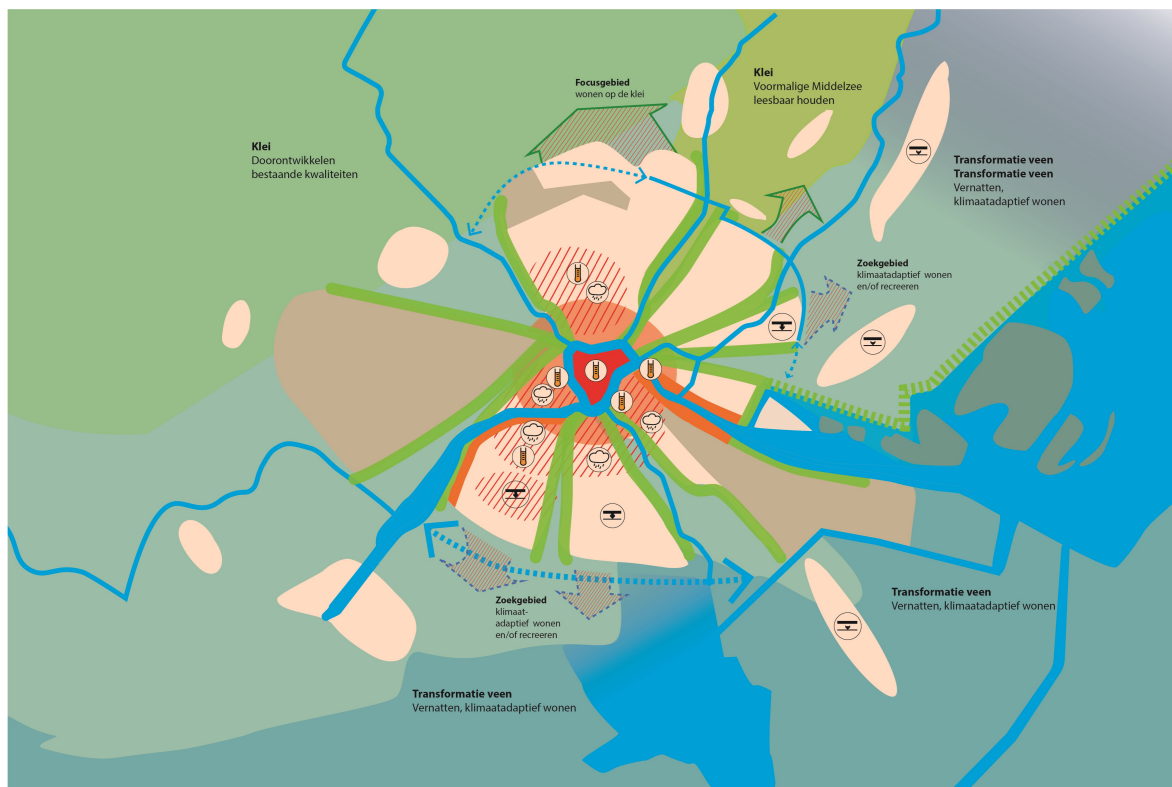 Focusgebied
wonen op de klei
Klei
Voormalige Middelzee
leesbaar houden
Klei
Doorontwikkelen
bestaande kwaliteiten
Transformatie veen
Transformatie veen
Vernatten,
klimaatadaptief wonen
Zoekgebied
klimaatadaptief wonen
en/of recreeren
Transformatie veen
Vernatten, klimaatadaptief wonen
Zoekgebied
klimaat-
adaptief wonen
en/of recreeren
Transformatie veen
Vernatten, klimaatadaptief wonen